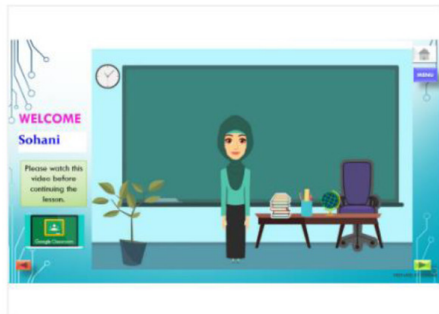 MENU
WELCOME
Sohani
Please watch this
video before
continuing the
lesson.
Google Classroom